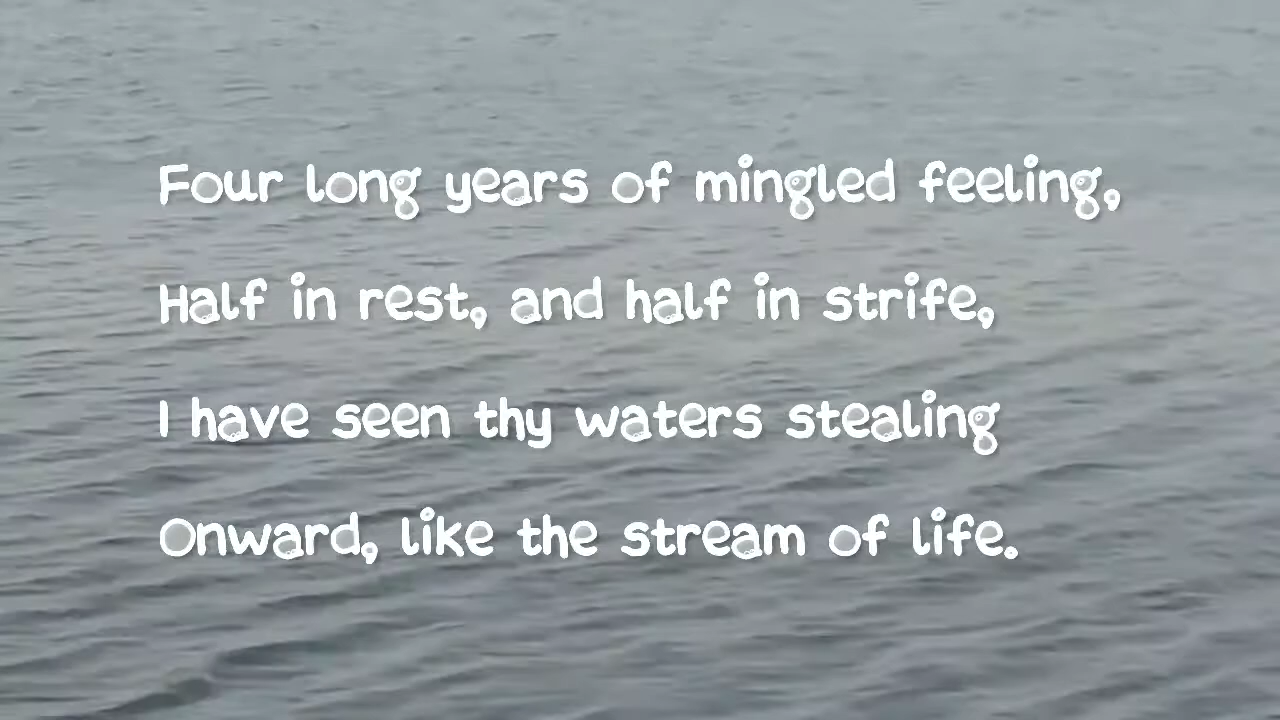 Four long years of mingled feeling,
Half in rest, and half in strife,
I have seen thy waters stealing
Onward, like the stream of life.